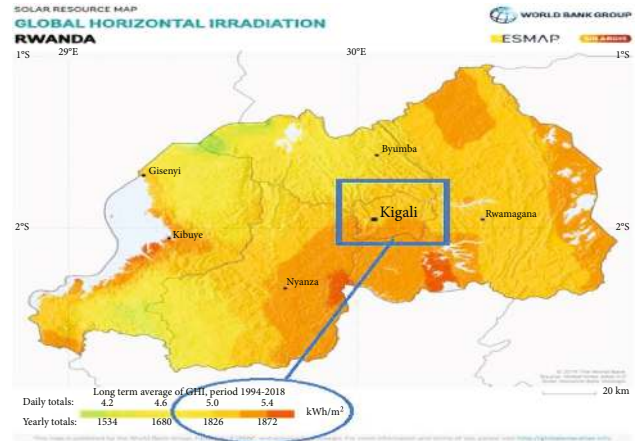 SOLAR RESOURCE MAP
GLOBAL HORIZONTAL IRRADIATION
RWANDA
WORLD BANK GROUP
ESMAP SOLARGIS
1°S 29°E 30°E 1°S
Byumba
Gisenyi
Kigali
Rwamagana
2°S 2°S
Kibuye
Nyanza
Long term average of GHI, period 1994-2018
Daily totals: 4.2 4.6 5.0 5.4
kWh/m²
Yearly totals: 1534 1680 1826 1872
20 km